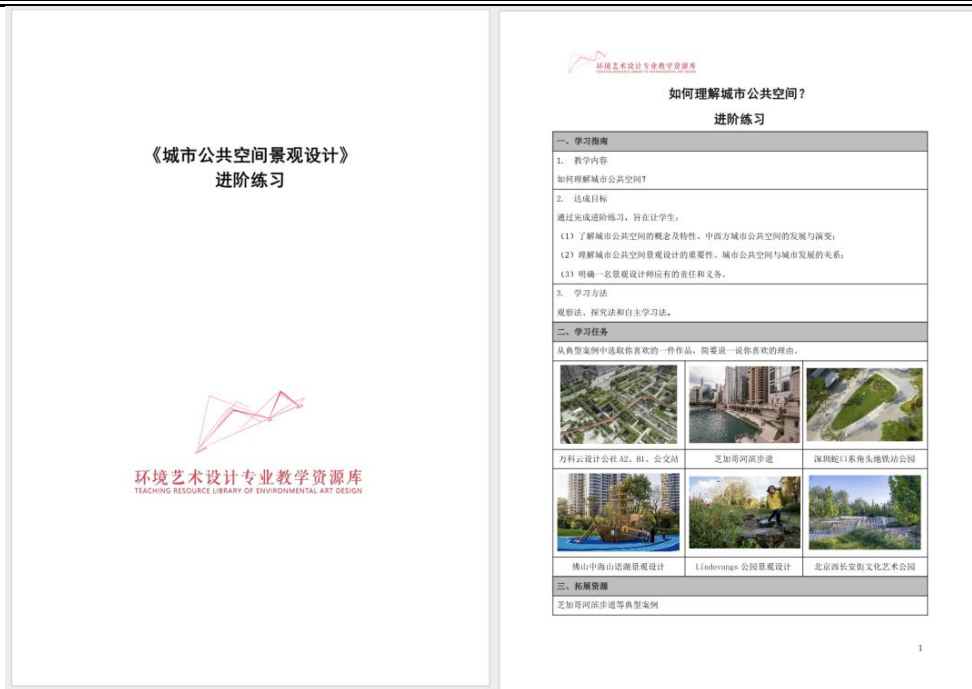 《城市公共空间景观设计》
进阶练习
环境艺术设计专业教学资源库
TEACHING RESOURCE LIBRARY OF ENVIRONMENTAL ART DESIGN
环境艺术设计专业教学资源库
TEACHING RESOURCE LIBRARY OF ENVIRONMENTAL ART DESIGN
如何理解城市公共空间？
进阶练习
一、学习指南
1. 教学内容
如何理解城市公共空间？
2. 达成目标
通过完成进阶练习，旨在让学生：
（1）了解城市公共空间的概念及特性、中西方城市公共空间的发展与演变；
（2）理解城市公共空间景观设计的重要性、城市公共空间与城市发展的关系；
（3）明确一名景观设计师应有的责任和义务。
3. 学习方法
观察法、探究法和自主学习法。
二、学习任务
从典型案例中选取你喜欢的一件作品，简要说一说你喜欢的理由。
万科云设计公社 A2、B1、公交站
芝加哥河滨步道
深圳蛇口东角头地铁站公园
佛山中海山语湖景观设计
Lindevangs 公园景观设计
北京西长安街文化艺术公园
三、拓展资源
芝加哥河滨步道等典型案例
1